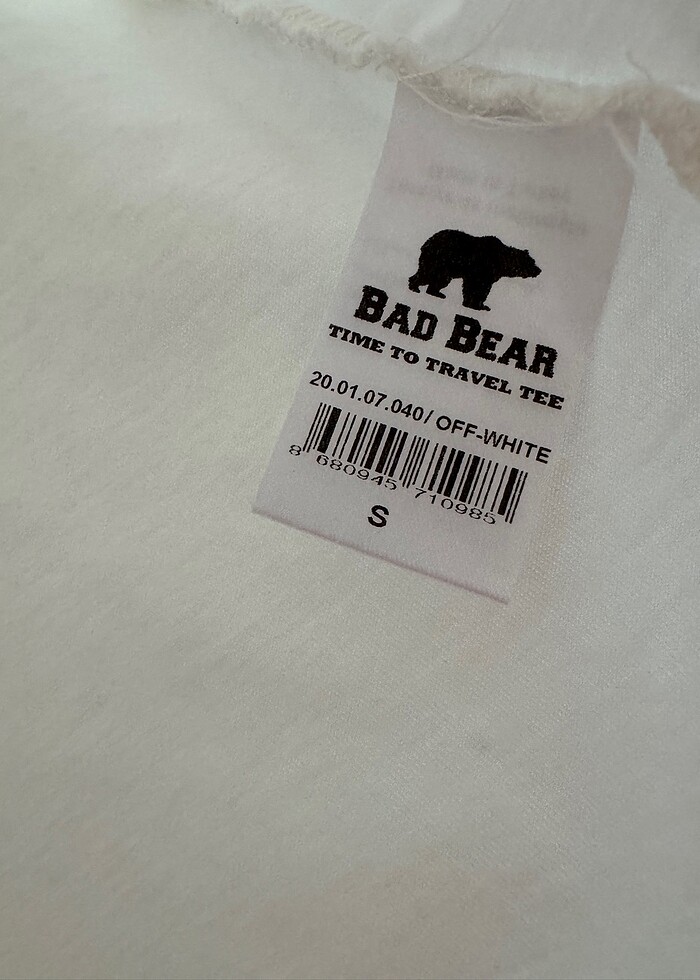 BAD BEAR
TIME TO TRAVEL TEE
20.01.07.040/ OFF-WHITE
8 680945 710985
S